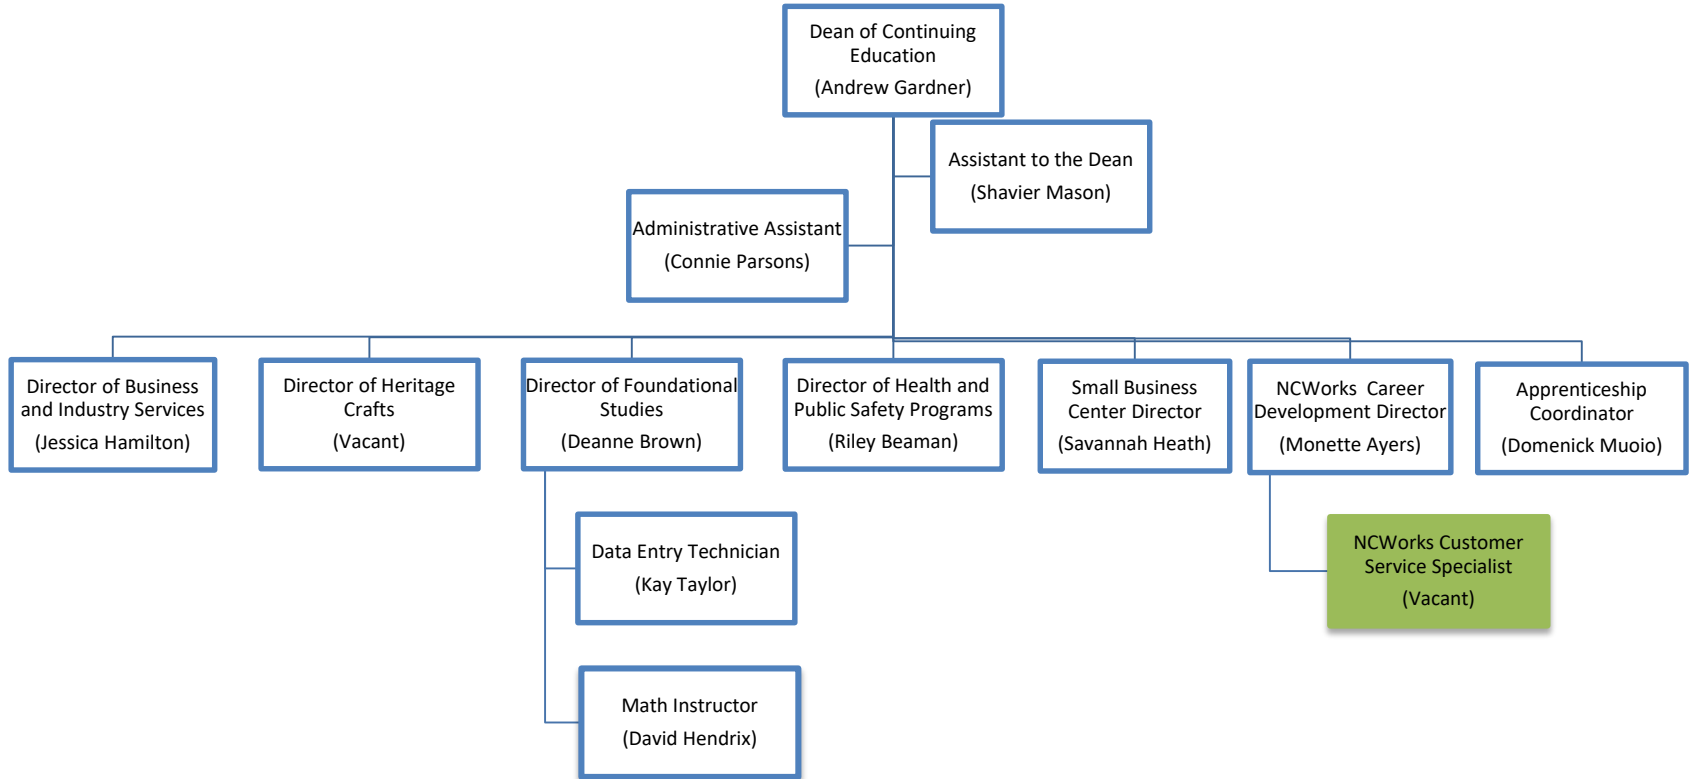 Dean of Continuing
Education
(Andrew Gardner)
Assistant to the Dean
(Shavier Mason)
Administrative Assistant
(Connie Parsons)
Director of Business
and Industry Services
(Jessica Hamilton)
Director of Heritage
Crafts
(Vacant)
Director of Foundational
Studies
(Deanne Brown)
Director of Health and
Public Safety Programs
(Riley Beaman)
Small Business
Center Director
(Savannah Heath)
NCWorks Career
Development Director
(Monette Ayers)
Apprenticeship
Coordinator
(Domenick Muoio)
Data Entry Technician
(Kay Taylor)
NCWorks Customer
Service Specialist
(Vacant)
Math Instructor
(David Hendrix)